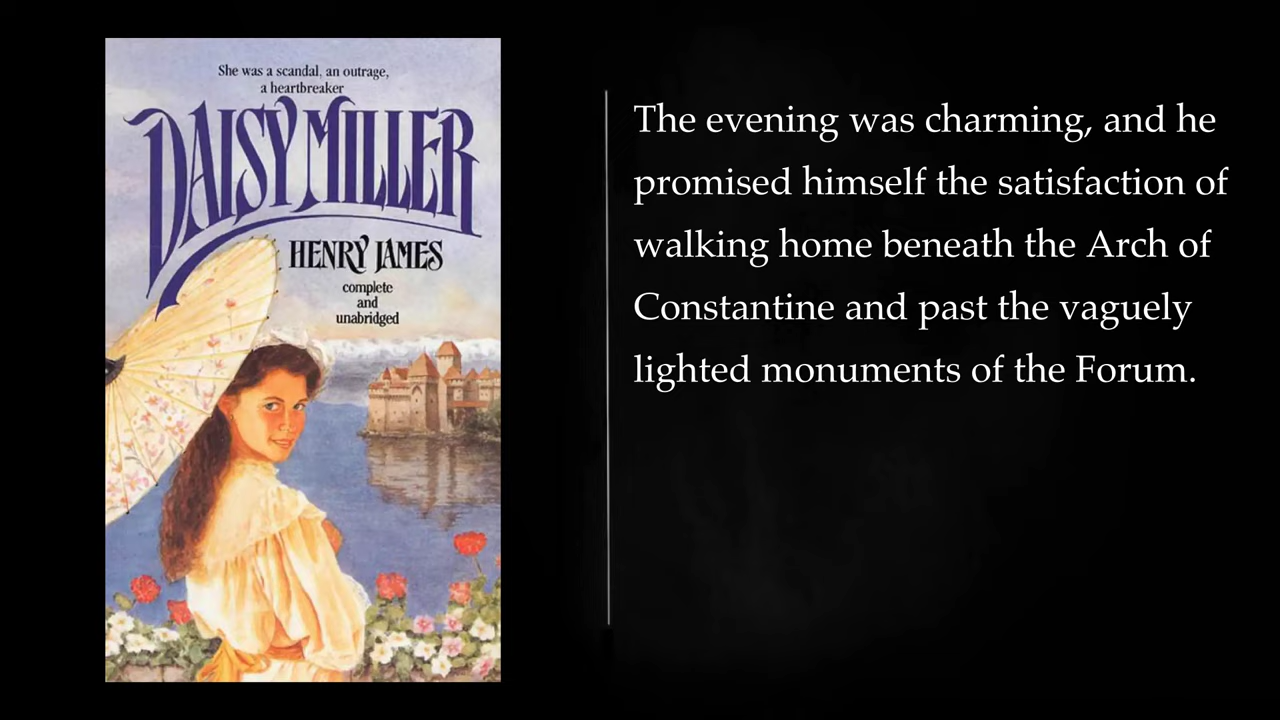 She was a scandal, an outrage,
a heartbreaker
DAISY MILLER
HENRY JAMES
complete
and
unabridged
The evening was charming, and he
promised himself the satisfaction of
walking home beneath the Arch of
Constantine and past the vaguely
lighted monuments of the Forum.